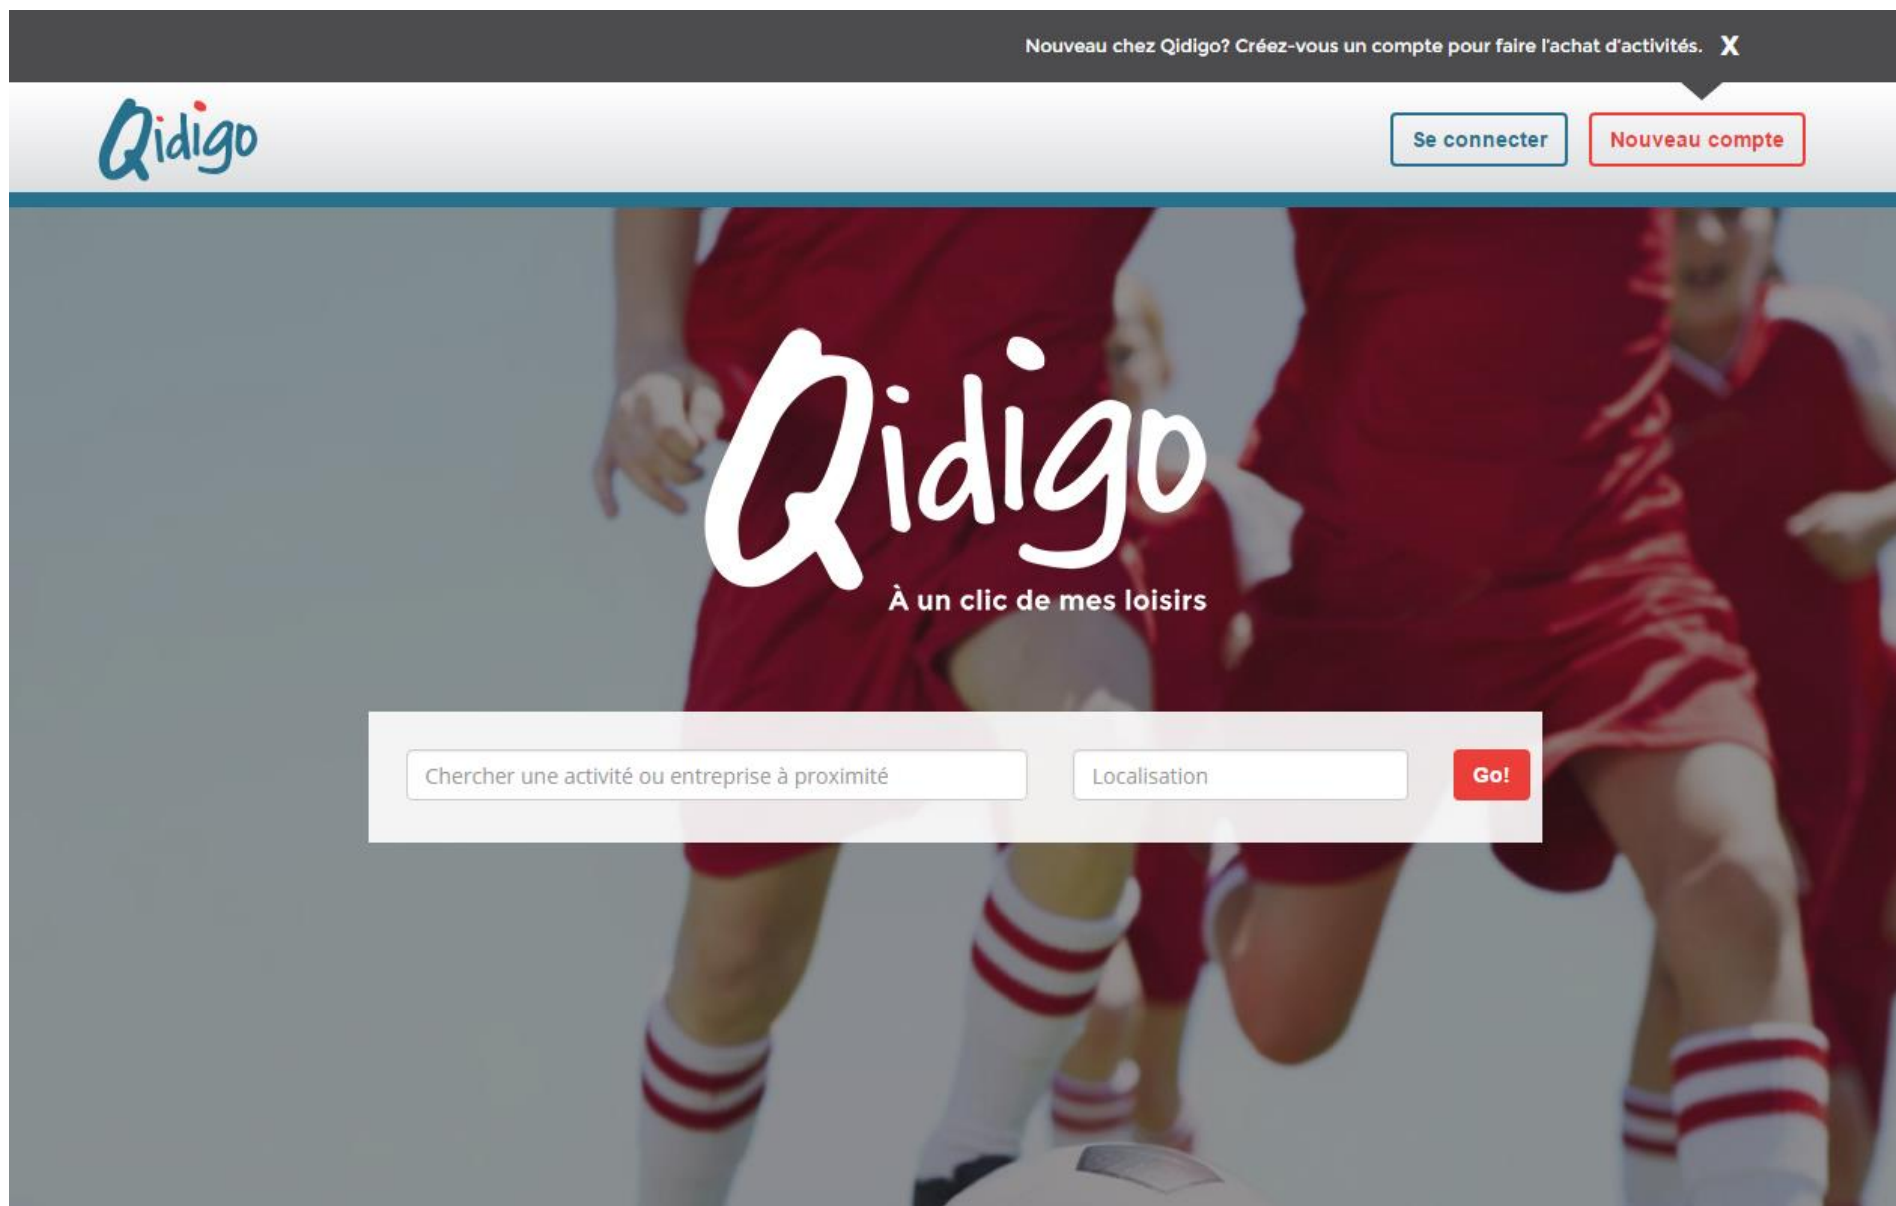 Nouveau chez Qidigo? Créez-vous un compte pour faire l'achat d'activités. X
Qidigo
Se connecter
Nouveau compte
Qidigo
À un clic de mes loisirs
Chercher une activité ou entreprise à proximité
Localisation
Go!